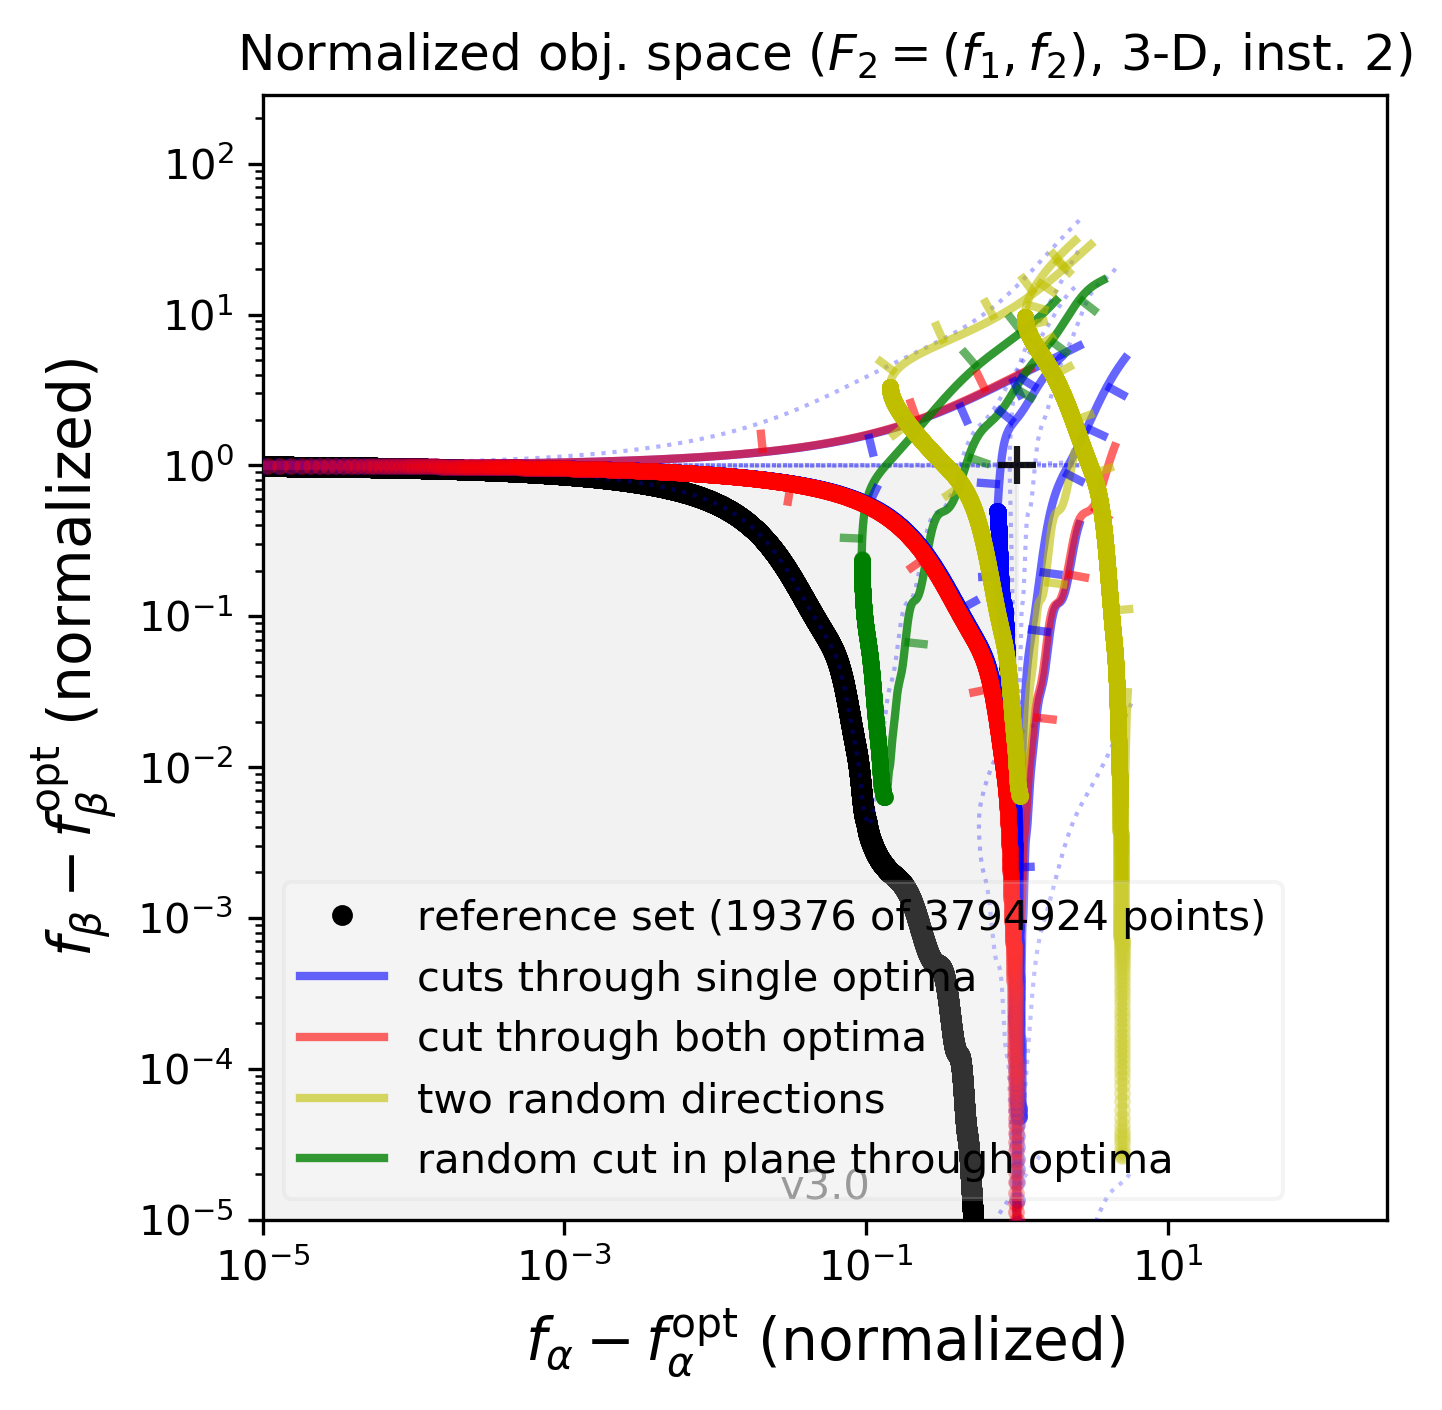 Normalized obj. space (F₂ = (f₁, f₂), 3-D, inst. 2)
10²
10¹
10⁰
10⁻¹
10⁻²
10⁻³
10⁻⁴
10⁻⁵
f_β − f_β^opt (normalized)
reference set (19376 of 3794924 points)
cuts through single optima
cut through both optima
two random directions
random cut in plane through optima
v3.0
10⁻⁵ 10⁻³ 10⁻¹ 10¹
f_α − f_α^opt (normalized)